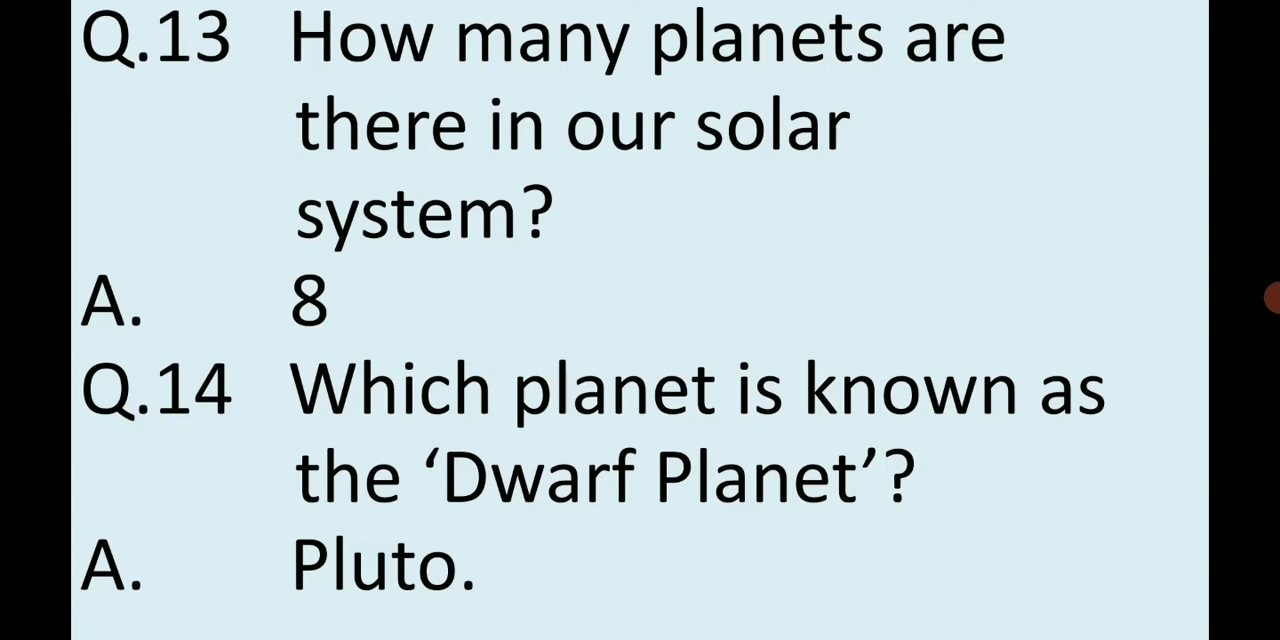 Q.13 How many planets are
there in our solar
system?
A. 8
Q.14 Which planet is known as
the ‘Dwarf Planet’?
A. Pluto.